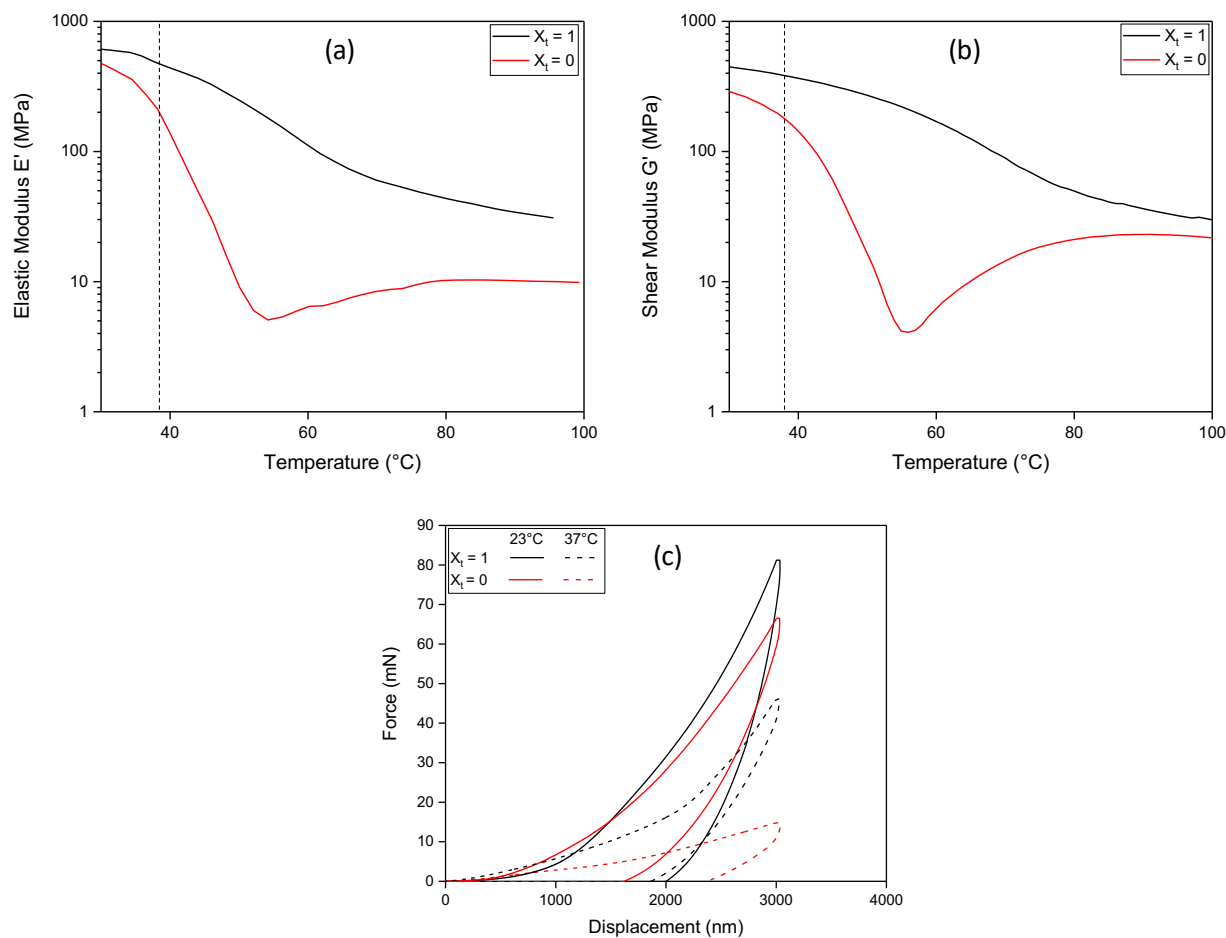 (a)
X_t = 1
X_t = 0
1000
100
10
1
40
60
80
100
Elastic Modulus E' (MPa)
Temperature (°C)
(b)
X_t = 1
X_t = 0
1000
100
10
1
40
60
80
100
Shear Modulus G' (MPa)
Temperature (°C)
(c)
23°C 37°C
X_t = 1
X_t = 0
90
80
70
60
50
40
30
20
10
0
0
1000
2000
3000
4000
Force (mN)
Displacement (nm)